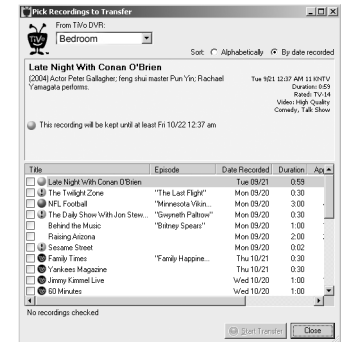 Pick Recordings to Transfer
From TiVo DVR:
TiVo
Bedroom
Sort: Alphabetically By date recorded
Late Night With Conan O'Brien
(2004) Actor Peter Gallagher; feng shui master Pun Yin; Rachael Yamagata performs.
Tue 9/21 12:37 AM 11 KNTV
Duration: 0:59
Rated: TV-14
Video: High Quality
Comedy, Talk Show
This recording will be kept until at least Fri 10/22 12:37 am
Title Episode Date Recorded Duration
Late Night With Conan O'Brien Tue 09/21 0:59
The Twilight Zone "The Last Flight" Mon 09/20 0:30
NFL Football "Minnesota Vikin... Mon 09/20 3:00
The Daily Show With Jon Stew... "Gwyneth Paltrow" Mon 09/20 0:30
Behind the Music "Britney Spears" Mon 09/20 1:00
Raising Arizona Mon 09/20 2:00
Sesame Street Mon 09/20 0:02
Family Times "Family Happine... Thu 10/21 0:30
Yankees Magazine Thu 10/21 0:30
Jimmy Kimmel Live Wed 10/20 1:00
60 Minutes Wed 10/20 1:00
No recordings checked
Start Transfer Close